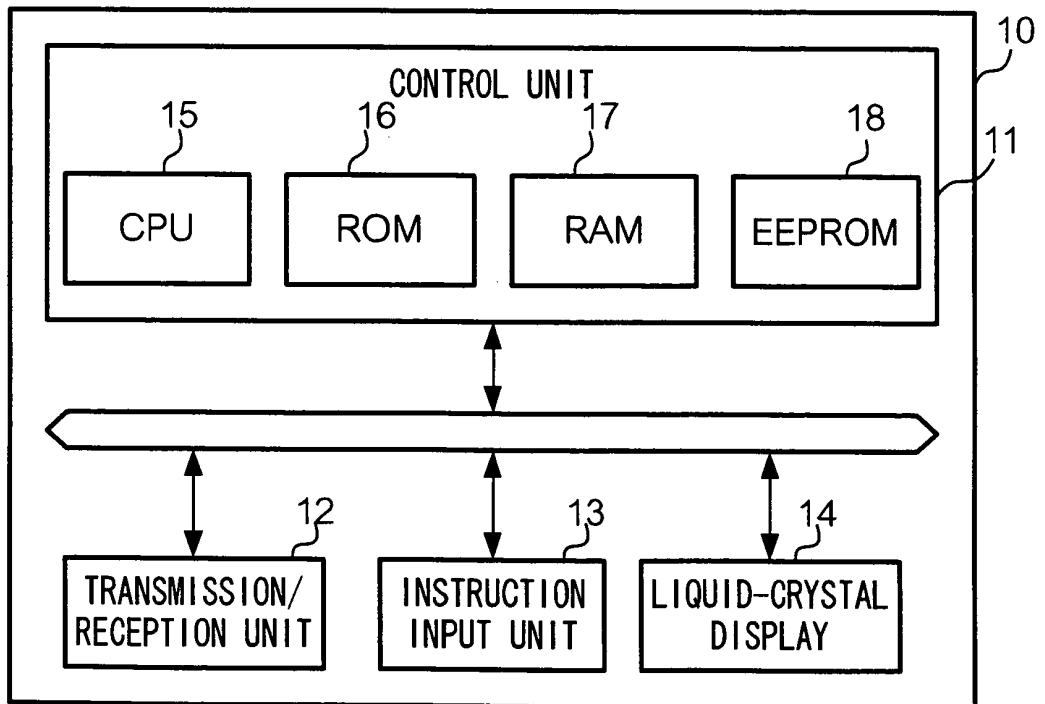 10
CONTROL UNIT
15
16
17
18
11
CPU
ROM
RAM
EEPROM
12
13
14
TRANSMISSION/
RECEPTION UNIT
INSTRUCTION
INPUT UNIT
LIQUID-CRYSTAL
DISPLAY